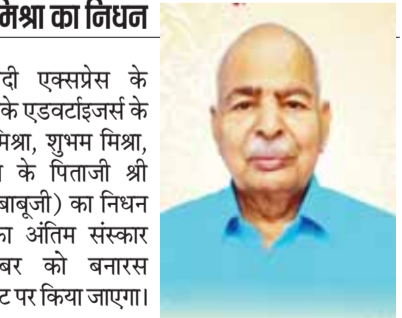 मिश्रा का निधन
दी एक्सप्रेस के
के एडवर्टाइजर्स के
मिश्रा, शुभम मिश्रा,
के पिताजी श्री
बाबूजी) का निधन
का अंतिम संस्कार
बर को बनारस
ट पर किया जाएगा।